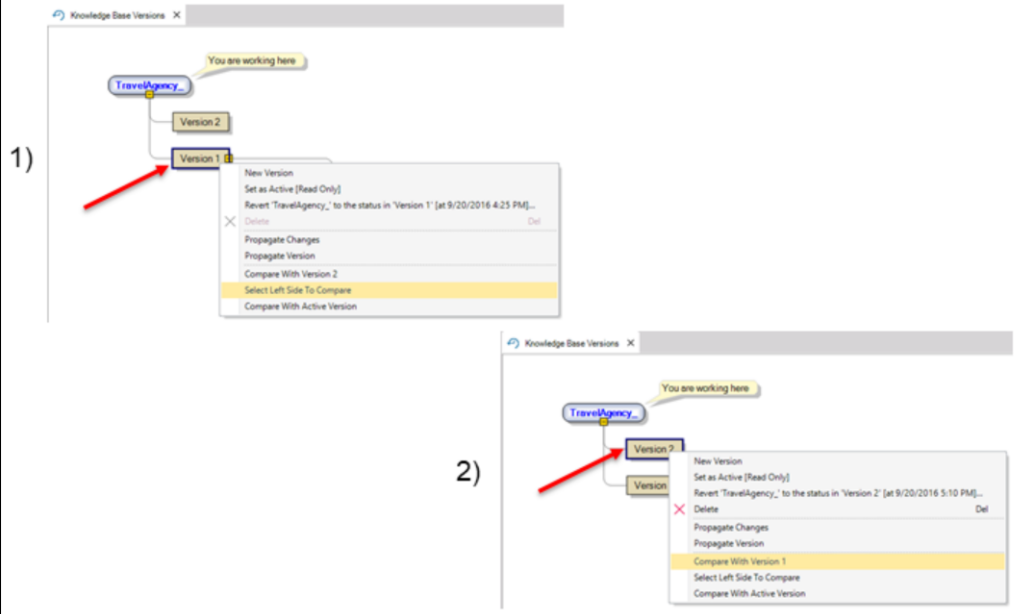 Knowledge Base Versions
You are working here
TravelAgency_
Version 2
1)
Version 1
New Version
Set as Active [Read Only]
Revert 'TravelAgency_' to the status in 'Version 1' [at 9/20/2016 4:25 PM]...
Delete Del
Propagate Changes
Propagate Version
Compare With Version 2
Select Left Side To Compare
Compare With Active Version
Knowledge Base Versions
You are working here
TravelAgency_
2)
Version 2
Version
New Version
Set as Active [Read Only]
Revert 'TravelAgency_' to the status in 'Version 2' [at 9/20/2016 5:10 PM]...
Delete Del
Propagate Changes
Propagate Version
Compare With Version 1
Select Left Side To Compare
Compare With Active Version